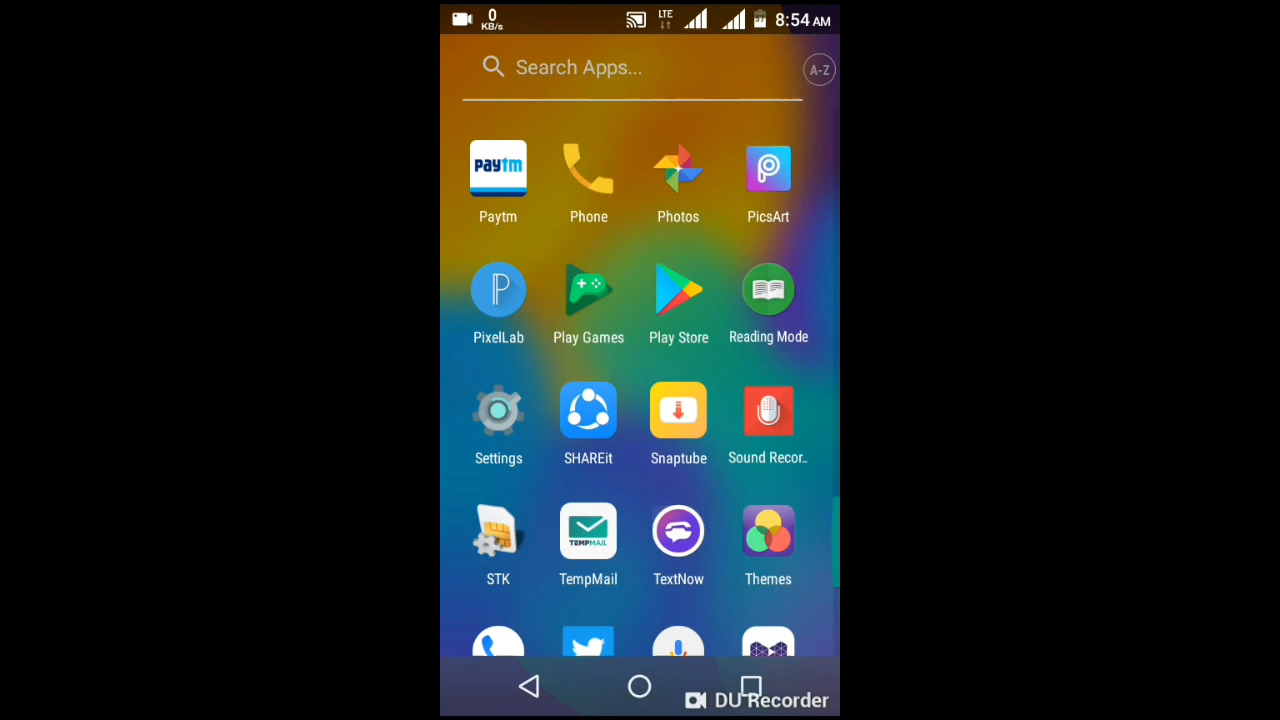 0
KB/s
LTE
37
8:54 AM
Search Apps...
A-Z
paytm
Paytm
Phone
Photos
PicsArt
PixelLab
Play Games
Play Store
Reading Mode
Settings
SHAREit
Snaptube
Sound Recor..
TEMPMAIL
STK
TempMail
TextNow
Themes
DU Recorder